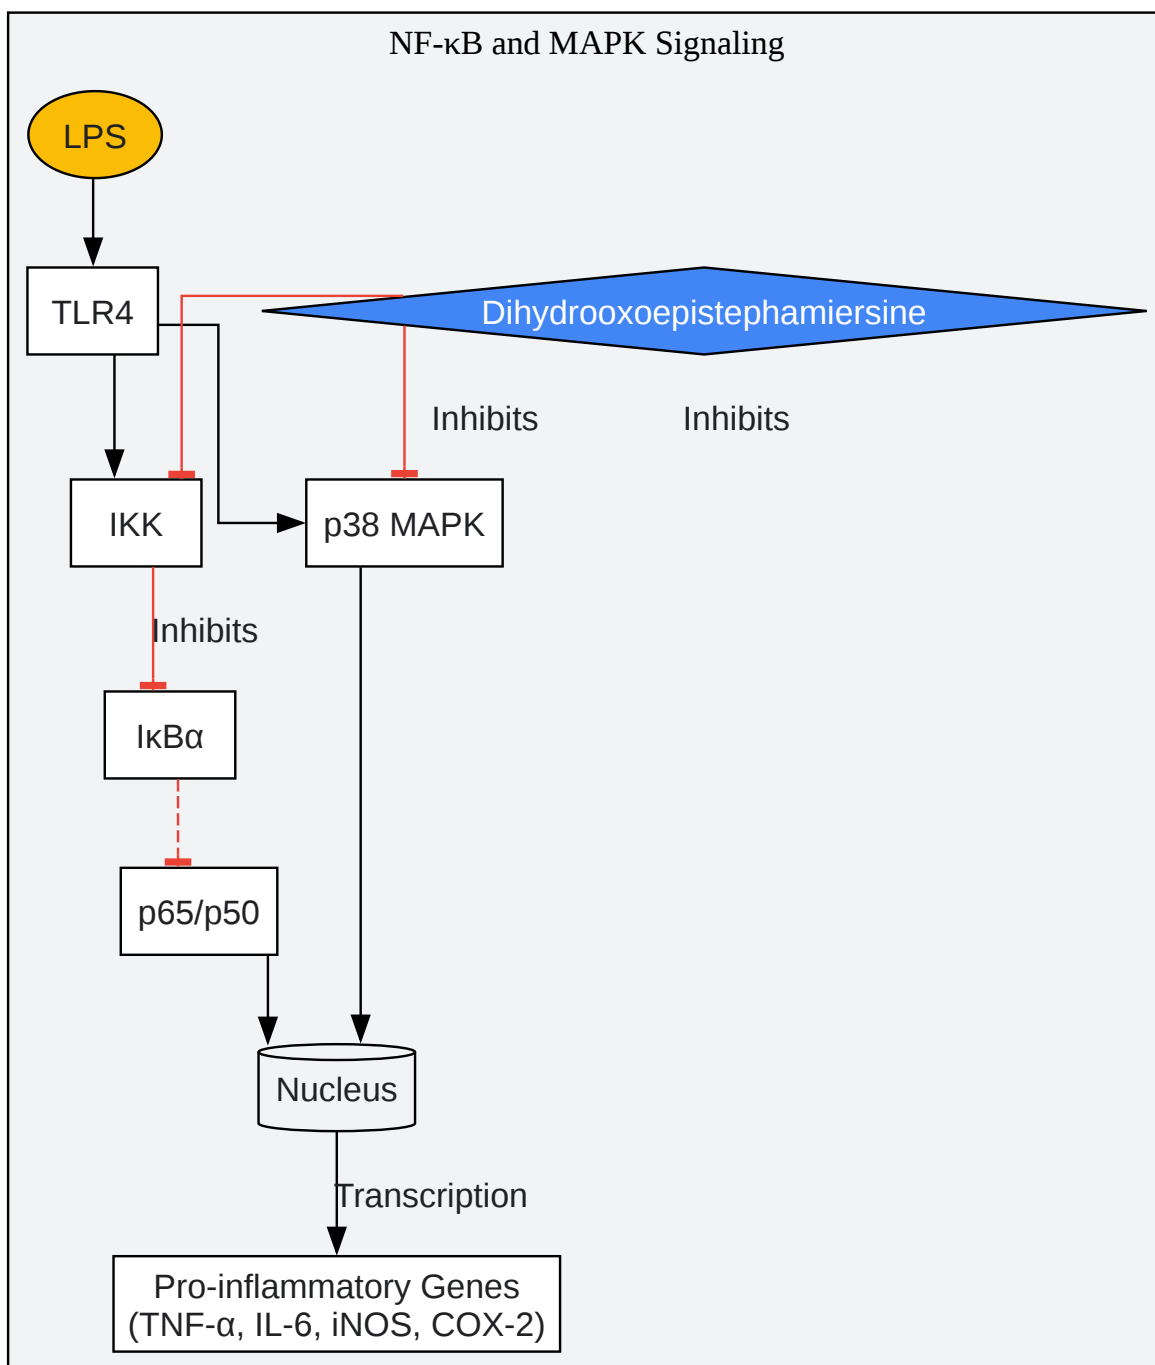 NF-κB and MAPK Signaling
LPS
TLR4
Dihydrooxoepistephamiersine
Inhibits
Inhibits
IKK
p38 MAPK
Inhibits
IκBα
p65/p50
Nucleus
Transcription
Pro-inflammatory Genes
(TNF-α, IL-6, iNOS, COX-2)